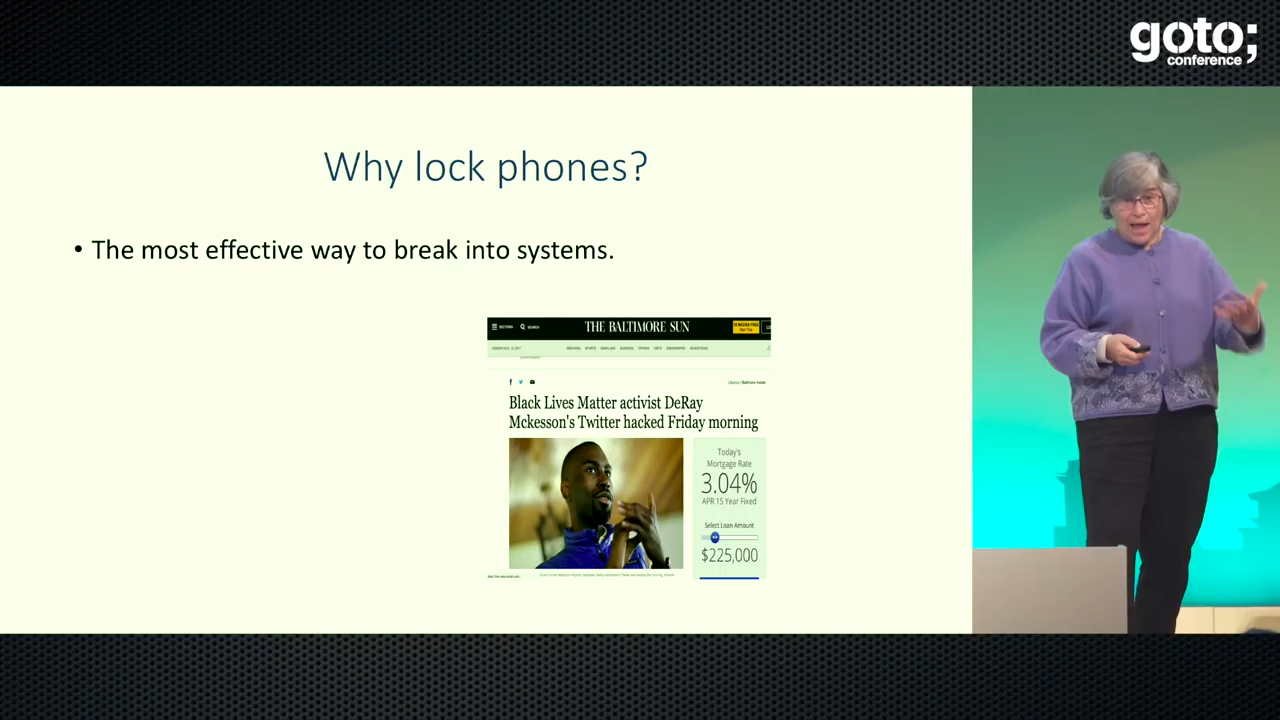 goto;
conference
Why lock phones?
• The most effective way to break into systems.
SECTIONS
SEARCH
THE BALTIMORE SUN
Black Lives Matter activist DeRay
Mckesson's Twitter hacked Friday morning
Today's
Mortgage Rate
3.04%
APR 15 Year Fixed
Select Loan Amount
$225,000